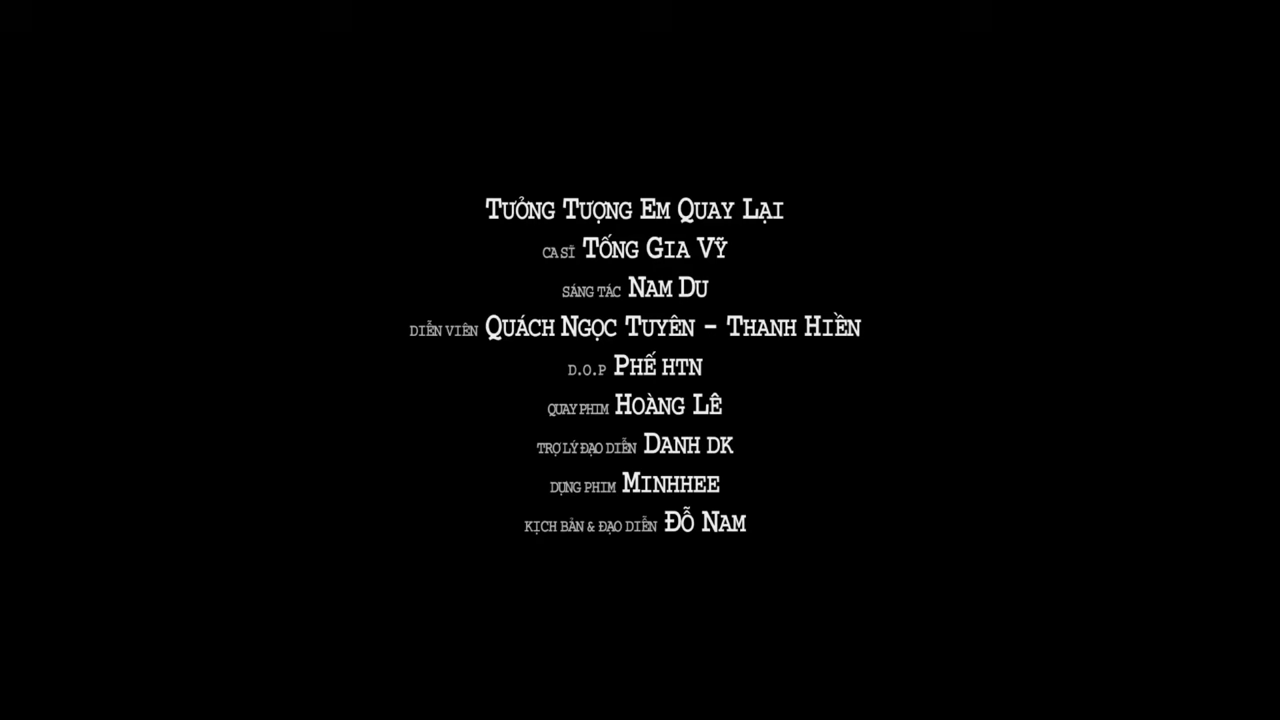 Tưởng Tượng Em Quay Lại
CA SĨ Tống Gia Vỹ
SÁNG TÁC Nam Du
DIỄN VIÊN Quách Ngọc Tuyên - Thanh Hiền
D.O.P Phế HTN
QUAY PHIM Hoàng Lê
TRỢ LÝ ĐẠO DIỄN Danh DK
DỰNG PHIM Minhhee
KỊCH BẢN & ĐẠO DIỄN Đỗ Nam